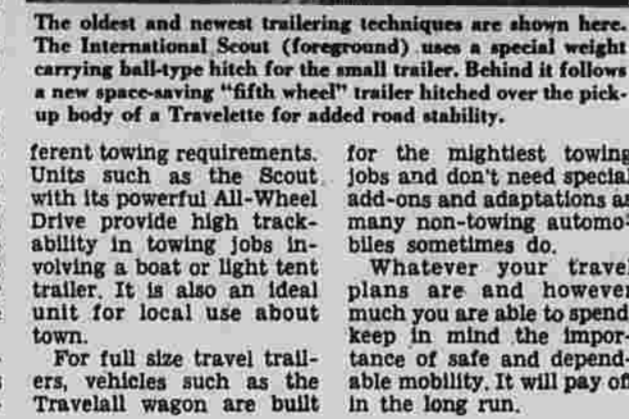 The oldest and newest trailering techniques are shown here.
The International Scout (foreground) uses a special weight
carrying ball-type hitch for the small trailer. Behind it follows
a new space-saving "fifth wheel" trailer hitched over the pick-
up body of a Travelette for added road stability.
ferent towing requirements.
Units such as the Scout
with its powerful All-Wheel
Drive provide high track-
ability in towing jobs in-
volving a boat or light tent
trailer. It is also an ideal
unit for local use about
town.
For full size travel trail-
ers, vehicles such as the
Travelall wagon are built
for the mightiest towing
jobs and don't need special
add-ons and adaptations as
many non-towing automo-
biles sometimes do.
Whatever your travel
plans are and however
much you are able to spend
keep in mind the impor-
tance of safe and depend-
able mobility. It will pay off
in the long run.